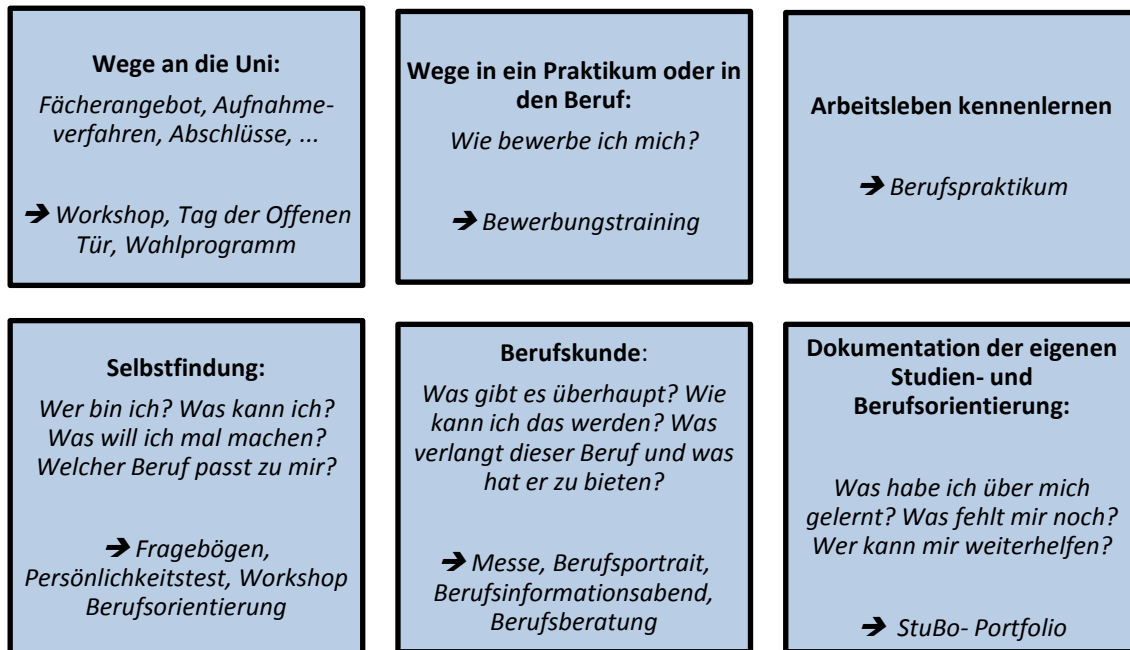 Wege an die Uni:
Fächerangebot, Aufnahme-
verfahren, Abschlüsse, ...
➔ Workshop, Tag der Offenen
Tür, Wahlprogramm
Wege in ein Praktikum oder in
den Beruf:
Wie bewerbe ich mich?
➔ Bewerbungstraining
Arbeitsleben kennenlernen
➔ Berufspraktikum
Selbstfindung:
Wer bin ich? Was kann ich?
Was will ich mal machen?
Welcher Beruf passt zu mir?
➔ Fragebögen,
Persönlichkeitstest, Workshop
Berufsorientierung
Berufskunde:
Was gibt es überhaupt? Wie
kann ich das werden? Was
verlangt dieser Beruf und was
hat er zu bieten?
➔ Messe, Berufsportrait,
Berufsinformationsabend,
Berufsberatung
Dokumentation der eigenen
Studien- und
Berufsorientierung:
Was habe ich über mich
gelernt? Was fehlt mir noch?
Wer kann mir weiterhelfen?
➔ StuBo- Portfolio